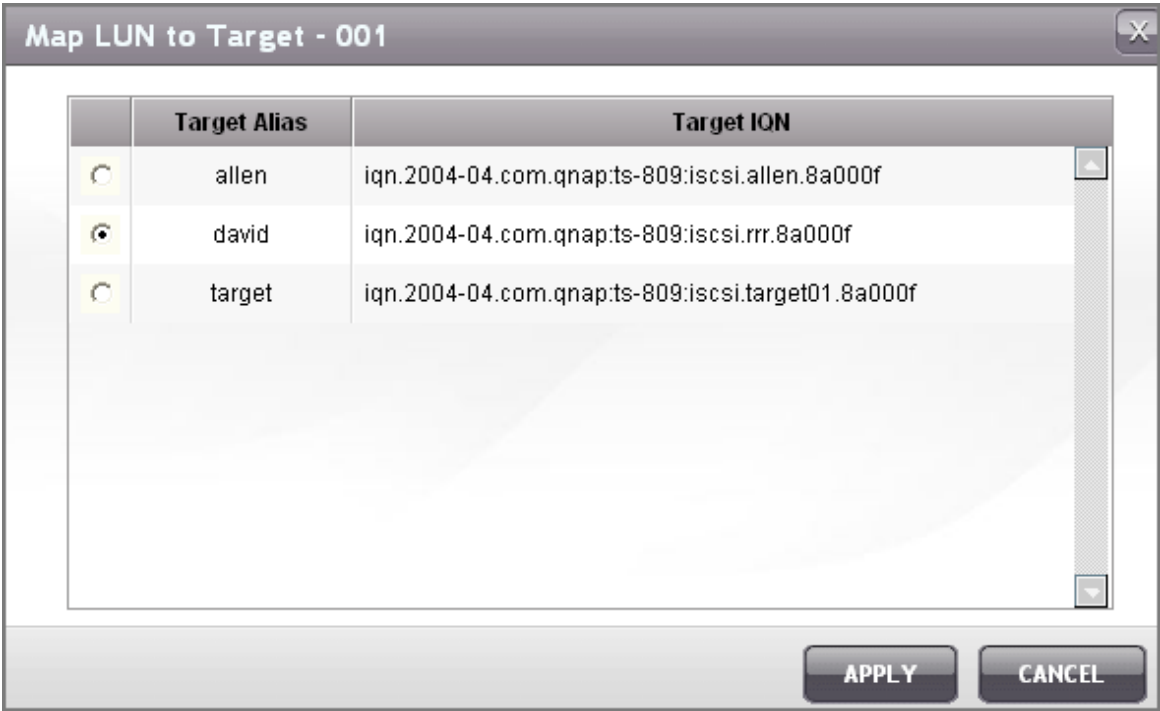 Map LUN to Target - 001
X
Target Alias Target IQN
allen iqn.2004-04.com.qnap:ts-809:iscsi.allen.8a000f
david iqn.2004-04.com.qnap:ts-809:iscsi.rrr.8a000f
target iqn.2004-04.com.qnap:ts-809:iscsi.target01.8a000f
APPLY CANCEL